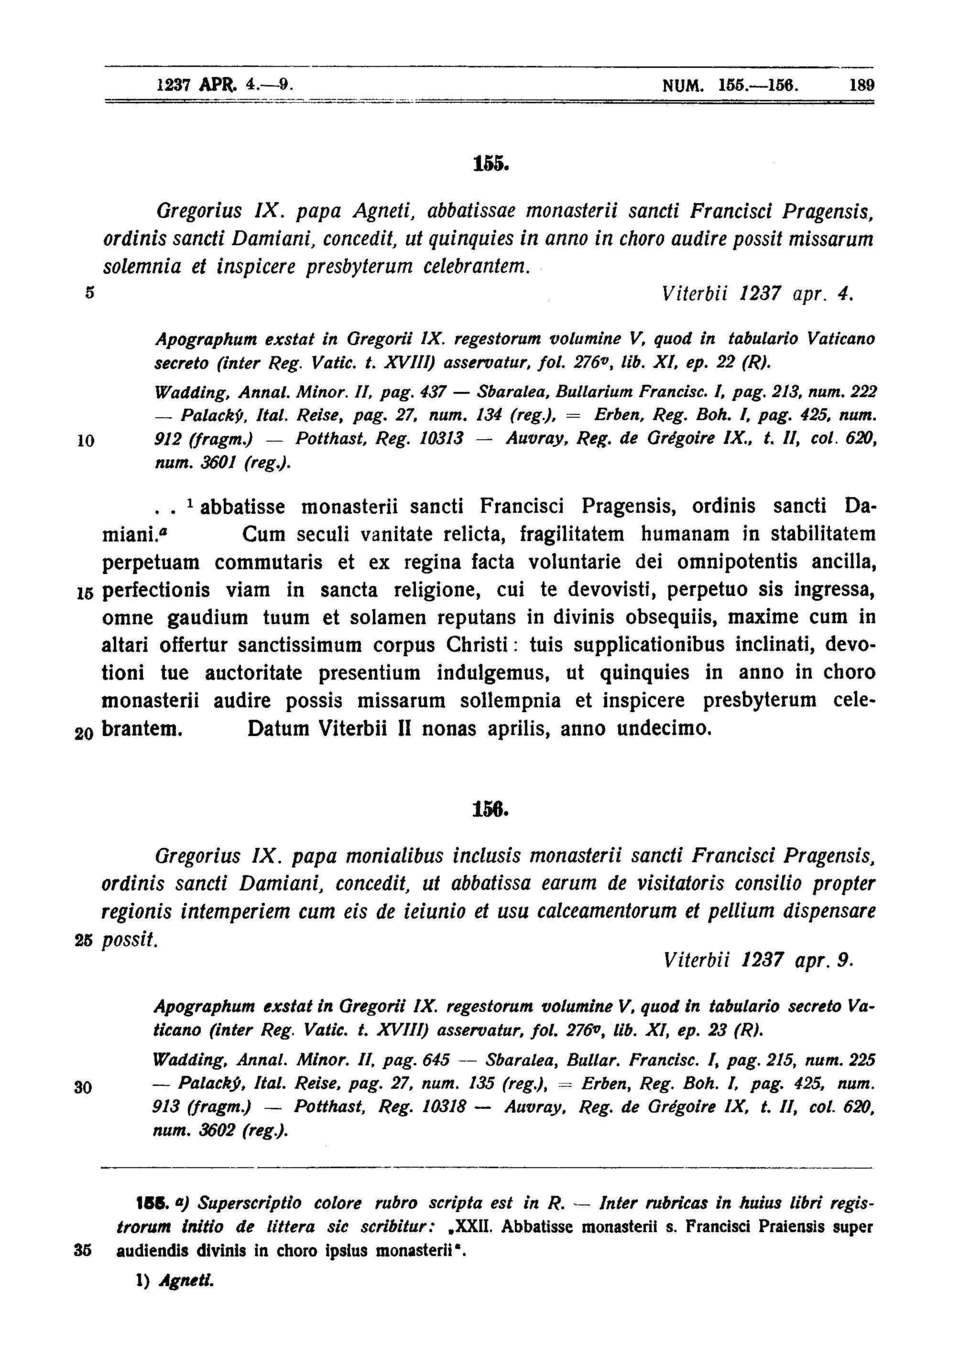 1237 APR. 4.—9. NUM. 155.—156. 189
155.
Gregorius IX. papa Agneti, abbatissae monasterii sancti Francisci Pragensis,
ordinis sancti Damiani, concedit, ut quinquies in anno in choro audire possit missarum
solemnia et inspicere presbyterum celebrantem.
5 Viterbii 1237 apr. 4.
Apographum exstat in Gregorii IX. regestorum volumine V, quod in tabulario Vaticano
secreto (inter Reg. Vatic. t. XVIII) asservatur, fol. 276ᵛ, lib. XI, ep. 22 (R).
Wadding, Annal. Minor. II, pag. 437 — Sbaralea, Bullarium Francisc. I, pag. 213, num. 222
— Palacký, Ital. Reise, pag. 27, num. 134 (reg.), = Erben, Reg. Boh. I, pag. 425, num.
10 912 (fragm.) — Potthast, Reg. 10313 — Auvray, Reg. de Grégoire IX., t. II, col. 620,
num. 3601 (reg.).
. . ¹ abbatisse monasterii sancti Francisci Pragensis, ordinis sancti Da-
miani.ᵃ Cum seculi vanitate relicta, fragilitatem humanam in stabilitatem
perpetuam commutaris et ex regina facta voluntarie dei omnipotentis ancilla,
15 perfectionis viam in sancta religione, cui te devovisti, perpetuo sis ingressa,
omne gaudium tuum et solamen reputans in divinis obsequiis, maxime cum in
altari offertur sanctissimum corpus Christi: tuis supplicationibus inclinati, devo-
tioni tue auctoritate presentium indulgemus, ut quinquies in anno in choro
monasterii audire possis missarum sollempnia et inspicere presbyterum cele-
20 brantem. Datum Viterbii II nonas aprilis, anno undecimo.
156.
Gregorius IX. papa monialibus inclusis monasterii sancti Francisci Pragensis,
ordinis sancti Damiani, concedit, ut abbatissa earum de visitatoris consilio propter
regionis intemperiem cum eis de ieiunio et usu calceamentorum et pellium dispensare
25 possit.
Viterbii 1237 apr. 9.
Apographum exstat in Gregorii IX. regestorum volumine V, quod in tabulario secreto Va-
ticano (inter Reg. Vatic. t. XVIII) asservatur, fol. 276ᵛ, lib. XI, ep. 23 (R).
Wadding, Annal. Minor. II, pag. 645 — Sbaralea, Bullar. Francisc. I, pag. 215, num. 225
30 — Palacký, Ital. Reise, pag. 27, num. 135 (reg.), = Erben, Reg. Boh. I, pag. 425, num.
913 (fragm.) — Potthast, Reg. 10318 — Auvray, Reg. de Grégoire IX, t. II, col. 620,
num. 3602 (reg.).
155. a) Superscriptio colore rubro scripta est in R. — Inter rubricas in huius libri regis-
trorum initio de littera sic scribitur: „XXII. Abbatisse monasterii s. Francisci Praiensis super
35 audiendis divinis in choro ipsius monasterii“.
1) Agneti.